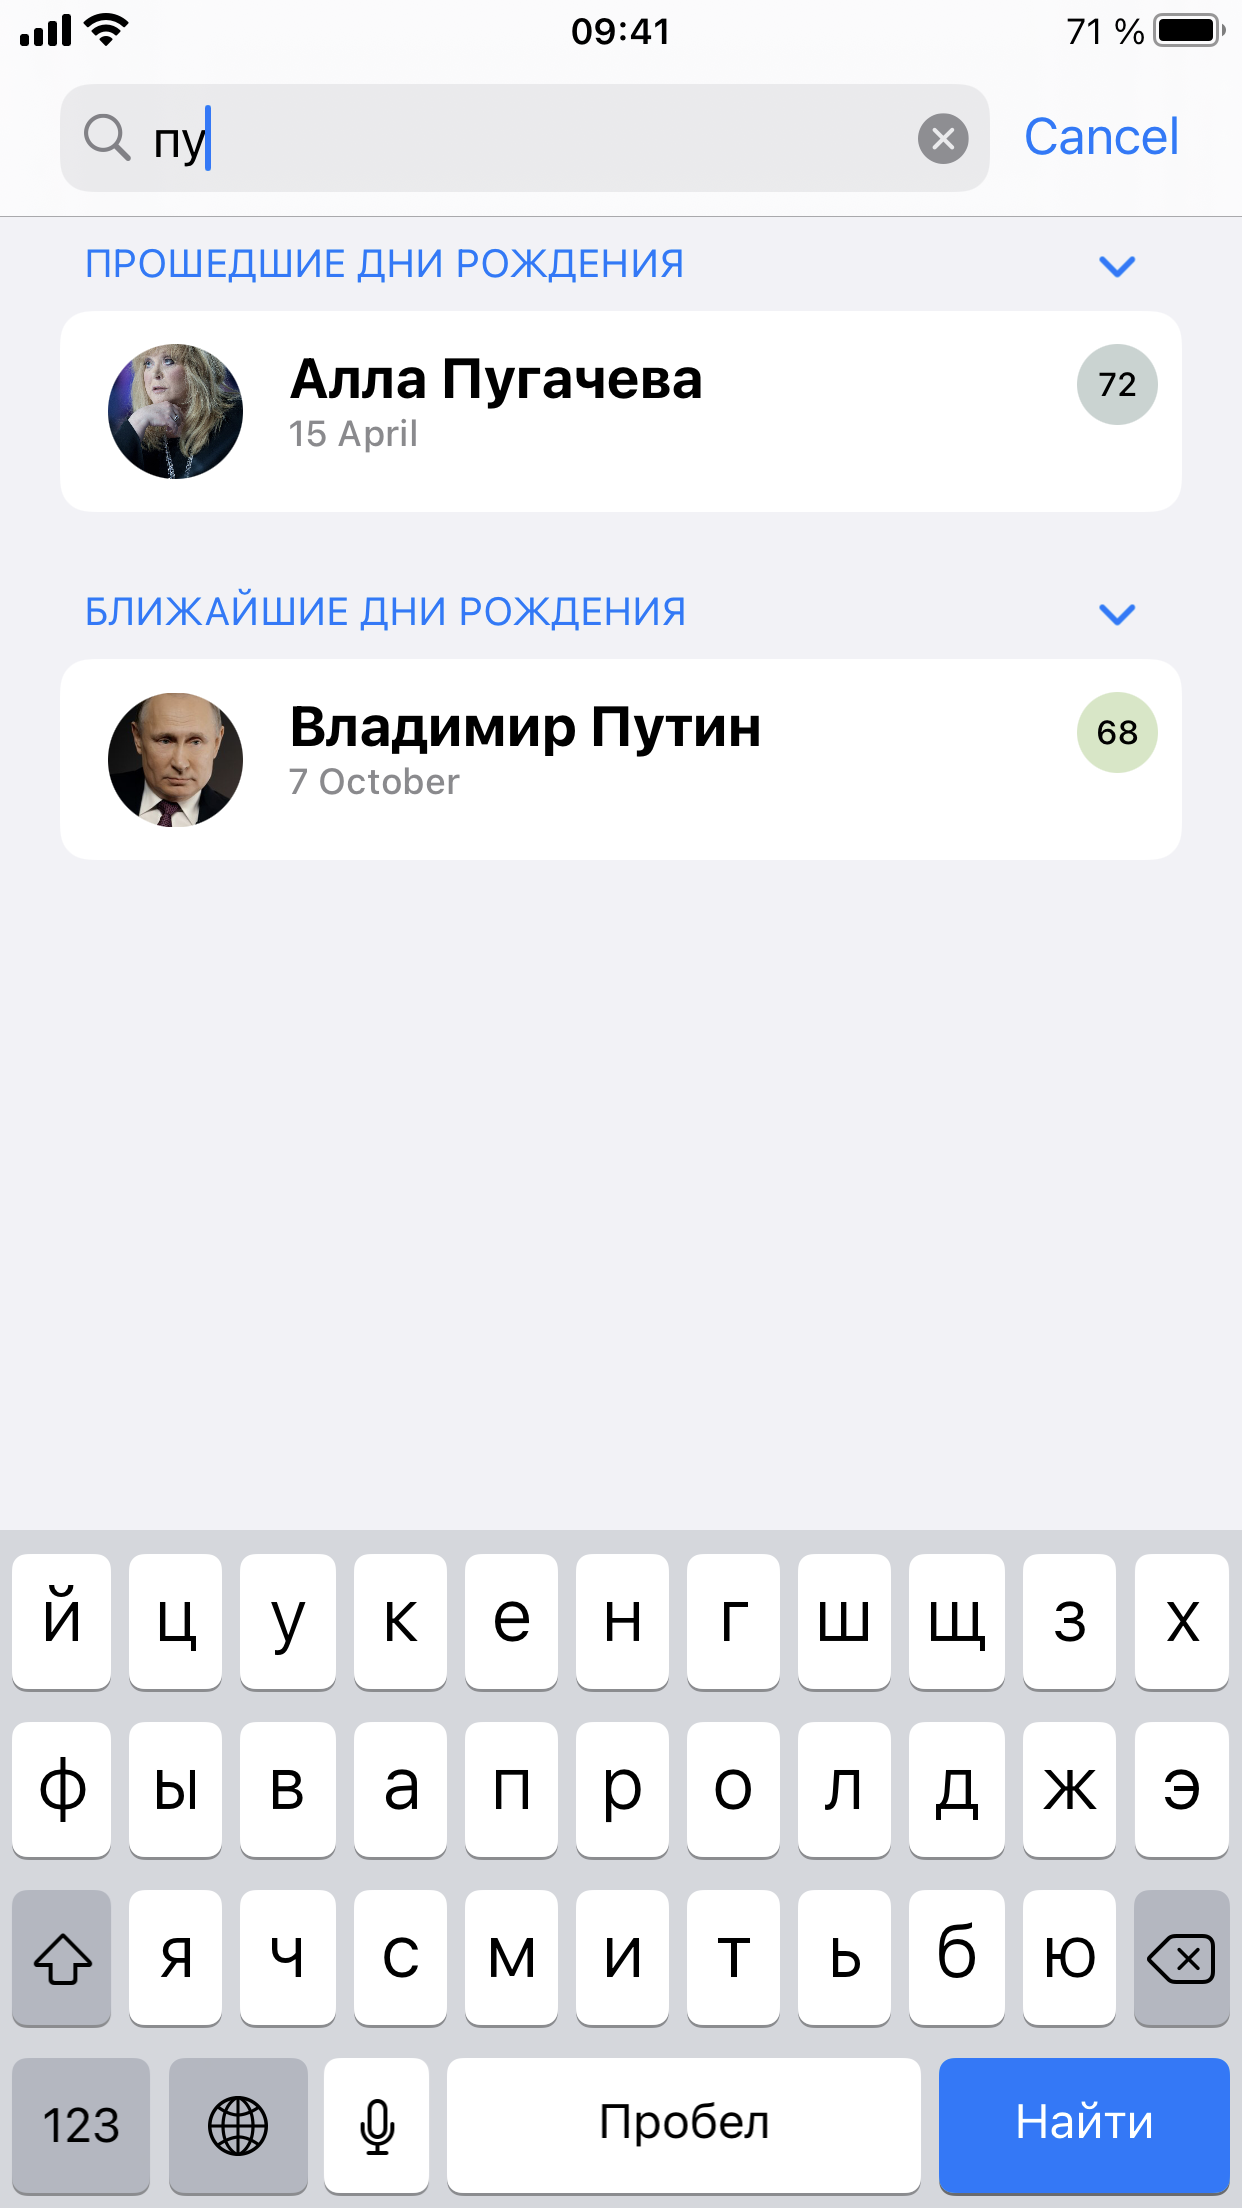 09:41
71 %
пу
Cancel
ПРОШЕДШИЕ ДНИ РОЖДЕНИЯ
Алла Пугачева
72
15 April
БЛИЖАЙШИЕ ДНИ РОЖДЕНИЯ
Владимир Путин
68
7 October
й ц у к е н г ш щ з х
ф ы в а п р о л д ж э
я ч с м и т ь б ю
123
Пробел
Найти